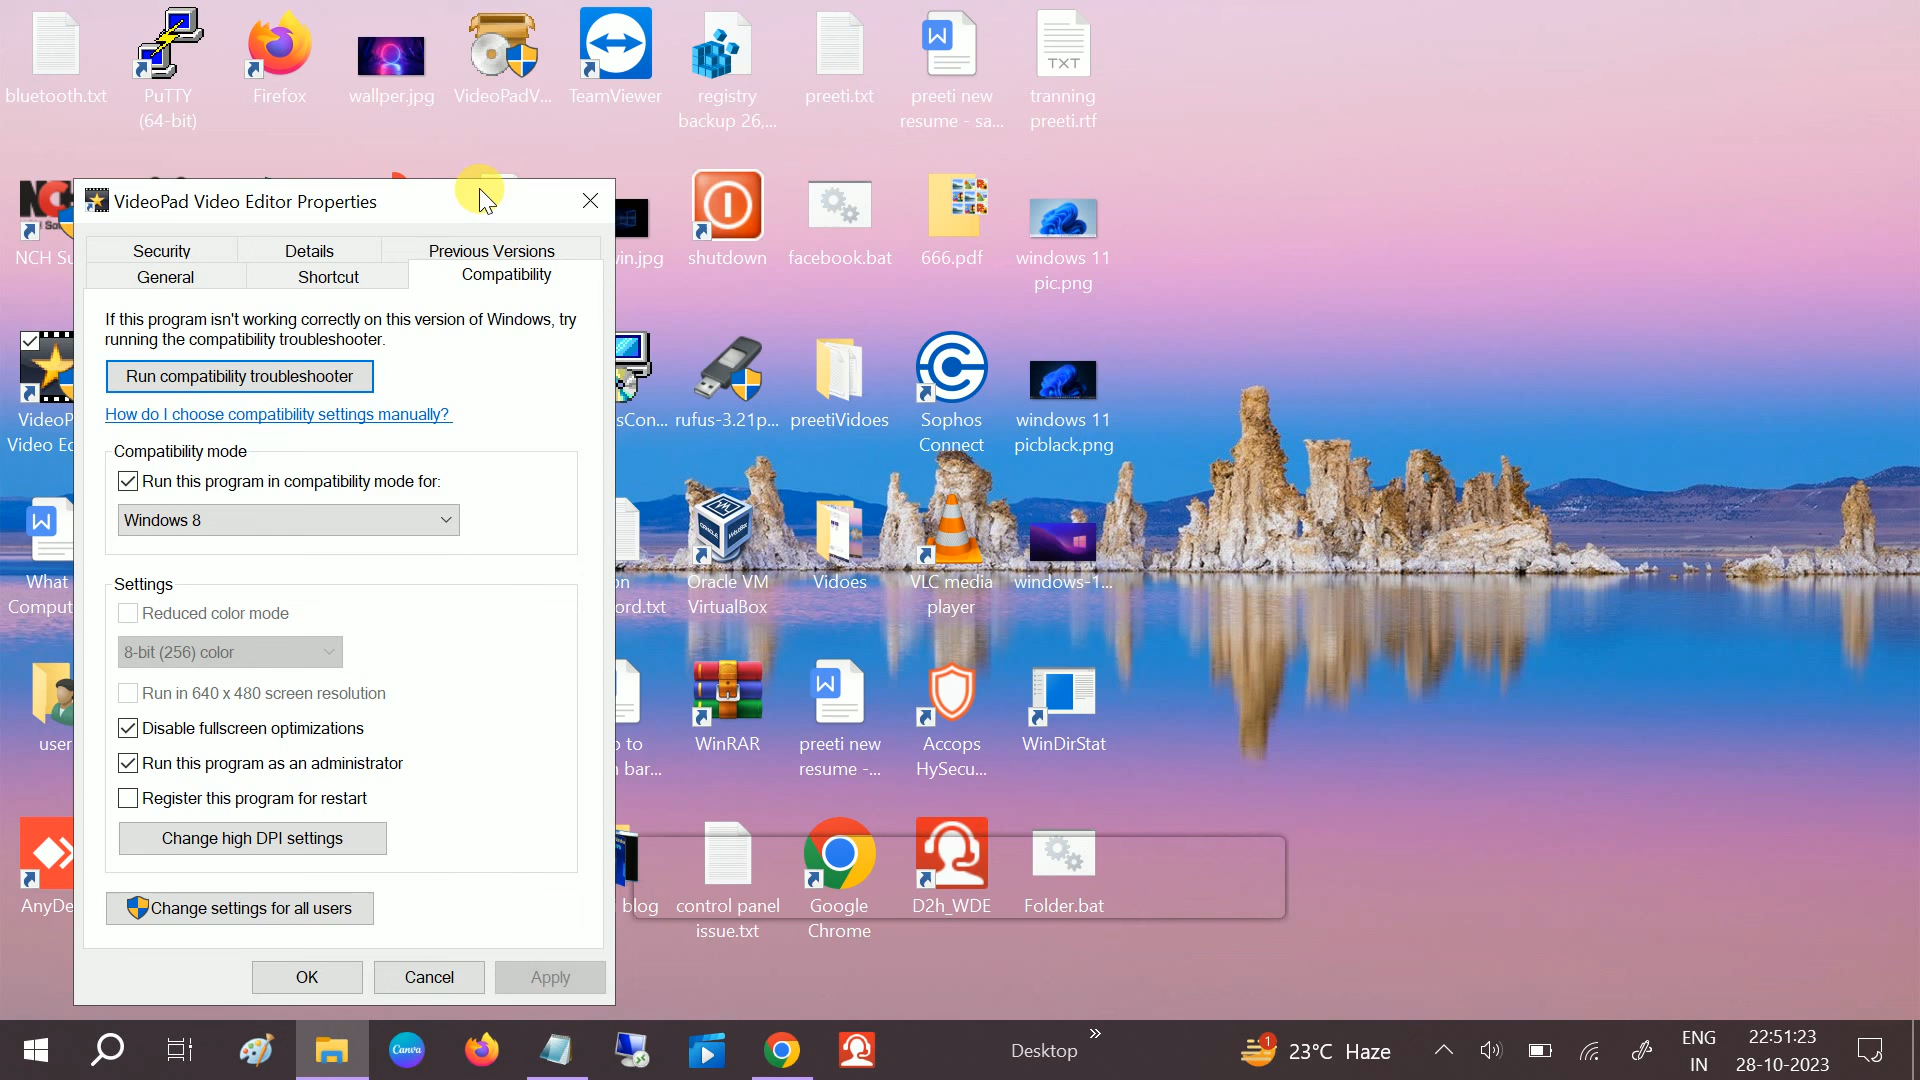 bluetooth.txt
PuTTY
(64-bit)
Firefox
wallper.jpg
VideoPadV...
TeamViewer
registry
backup 26,...
preeti.txt
preeti new
resume - sa...
TXT
tranning
preeti.rtf
VideoPad Video Editor Properties
Security
Details
Previous Versions
General
Shortcut
Compatibility
If this program isn't working correctly on this version of Windows, try
running the compatibility troubleshooter.
Run compatibility troubleshooter
How do I choose compatibility settings manually?
Compatibility mode
Run this program in compatibility mode for:
Windows 8
Settings
Reduced color mode
8-bit (256) color
Run in 640 x 480 screen resolution
Disable fullscreen optimizations
Run this program as an administrator
Register this program for restart
Change high DPI settings
Change settings for all users
OK
Cancel
Apply
NCH Su
in.jpg
shutdown
facebook.bat
666.pdf
windows 11
pic.png
VideoP
Video Ed
sCon...
rufus-3.21p...
preetiVidoes
Sophos
Connect
windows 11
picblack.png
What
Comput
on
ord.txt
Oracle VM
VirtualBox
Vidoes
VLC media
player
windows-1...
user
to
bar...
WinRAR
preeti new
resume -...
Accops
HySecu...
WinDirStat
AnyDe
blog
control panel
issue.txt
Google
Chrome
D2h_WDE
Folder.bat
Canva
Desktop
1
23°C Haze
ENG
IN
22:51:23
28-10-2023